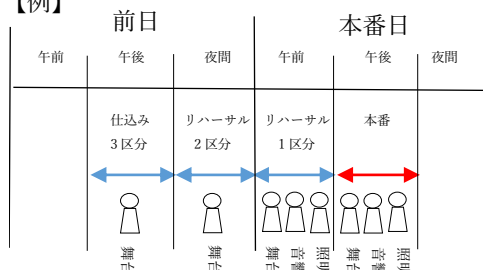 【例】
前日
本番日
午前 午後 夜間 午前 午後 夜間
仕込み リハーサル リハーサル 本番
3区分 2区分 1区分
舞台 舞台 舞台 音響 照明 舞台 音響 照明